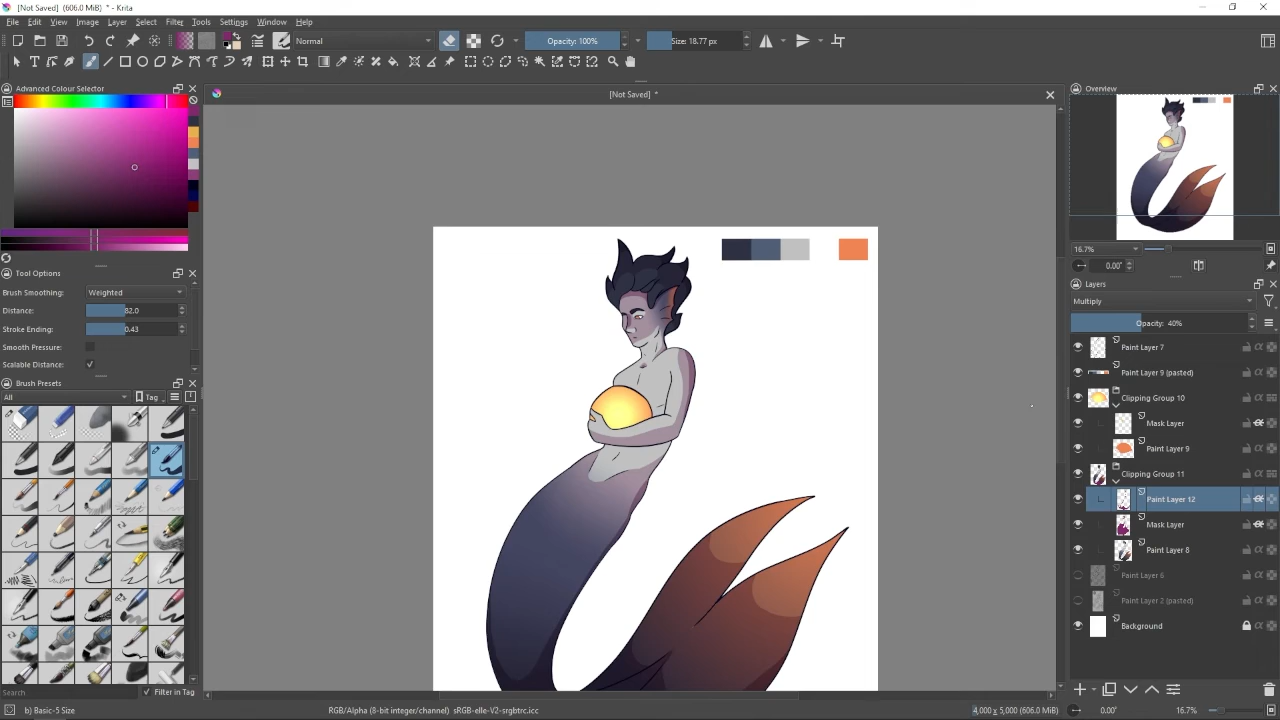 [Not Saved] (606.0 MiB) * - Krita
File Edit View Image Layer Select Filter Tools Settings Window Help
Normal Opacity: 100% Size: 18.77 px
Advanced Colour Selector
[Not Saved] *
Overview
16.7%
0.00°
Tool Options
Brush Smoothing: Weighted
Distance: 82.0
Stroke Ending: 0.43
Smooth Pressure:
Scalable Distance:
Brush Presets
All Tag
Search Filter in Tag
Layers
Multiply
Opacity: 40%
Paint Layer 7
Paint Layer 9 (pasted)
Clipping Group 10
Mask Layer
Paint Layer 9
Clipping Group 11
Paint Layer 12
Mask Layer
Paint Layer 8
Paint Layer 6
Paint Layer 2 (pasted)
Background
b) Basic-5 Size RGB/Alpha (8-bit integer/channel) sRGB-elle-V2-srgbtrc.icc 4,000 x 5,000 (606.0 MiB) 0.00° 16.7%